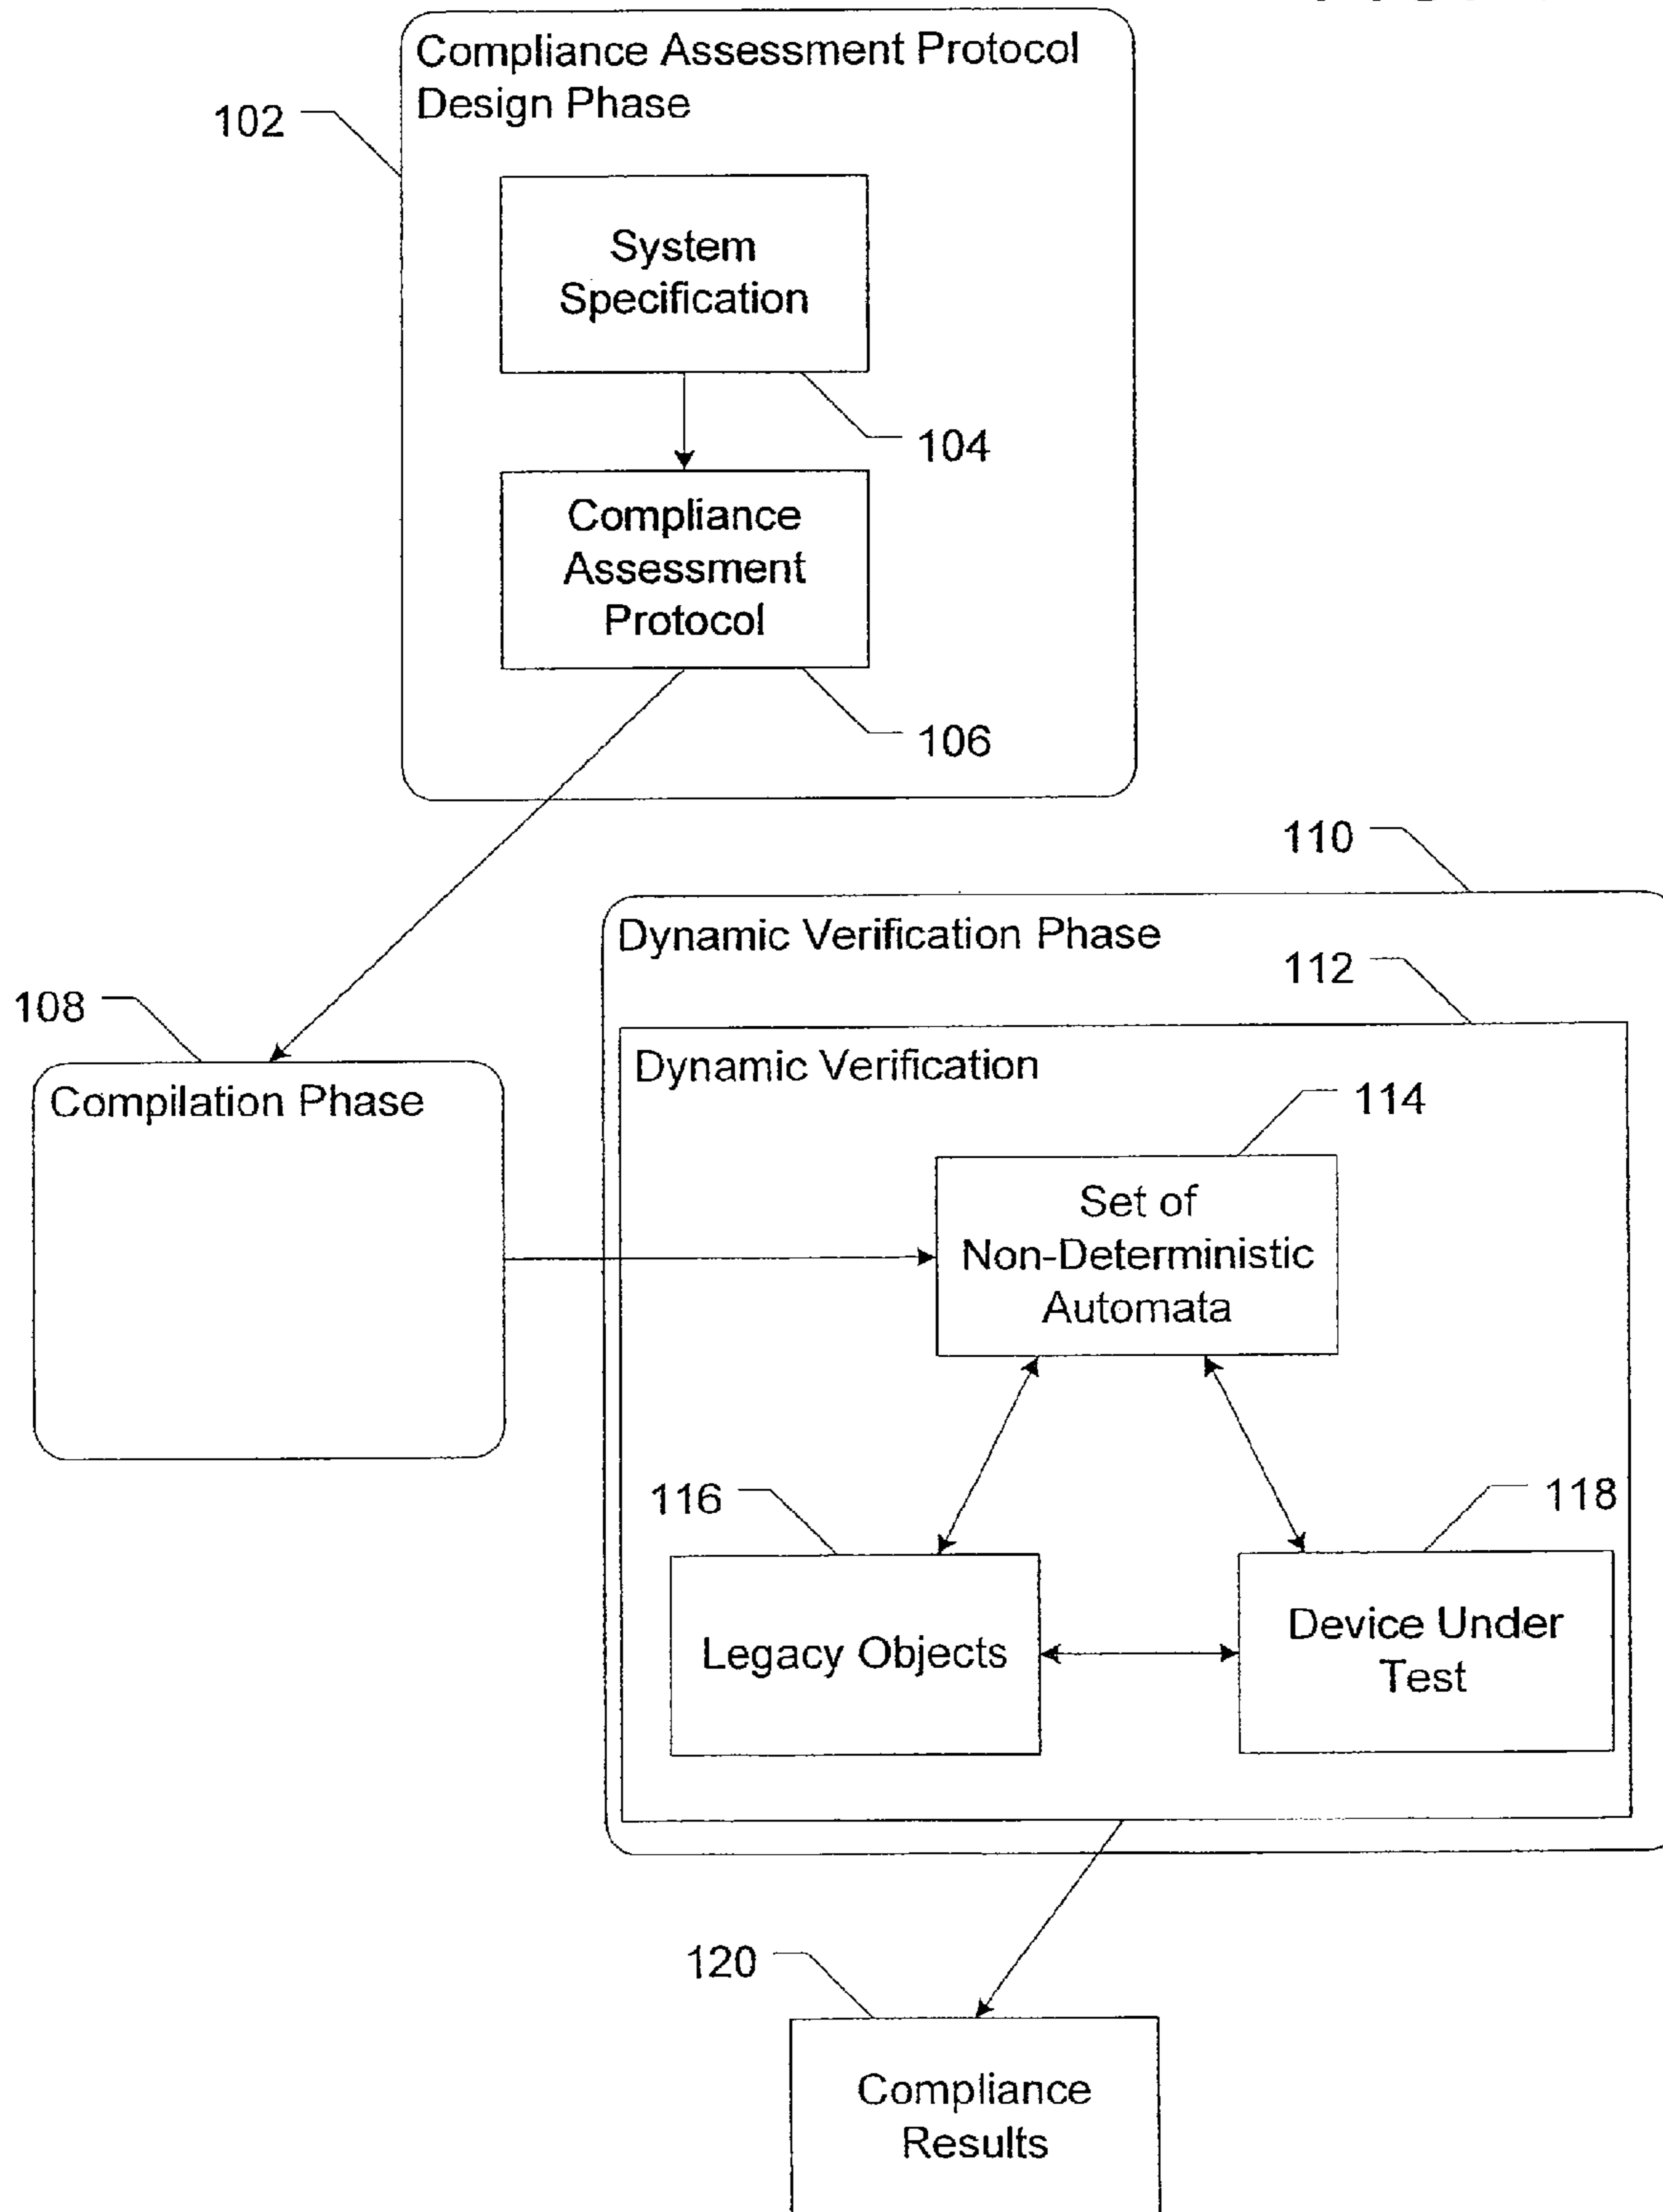 Compliance Assessment Protocol
Design Phase
102
System
Specification
104
Compliance
Assessment
Protocol
106
110
Dynamic Verification Phase
112
108
Dynamic Verification
Compilation Phase
114
Set of
Non-Deterministic
Automata
116
118
Legacy Objects
Device Under
Test
120
Compliance
Results